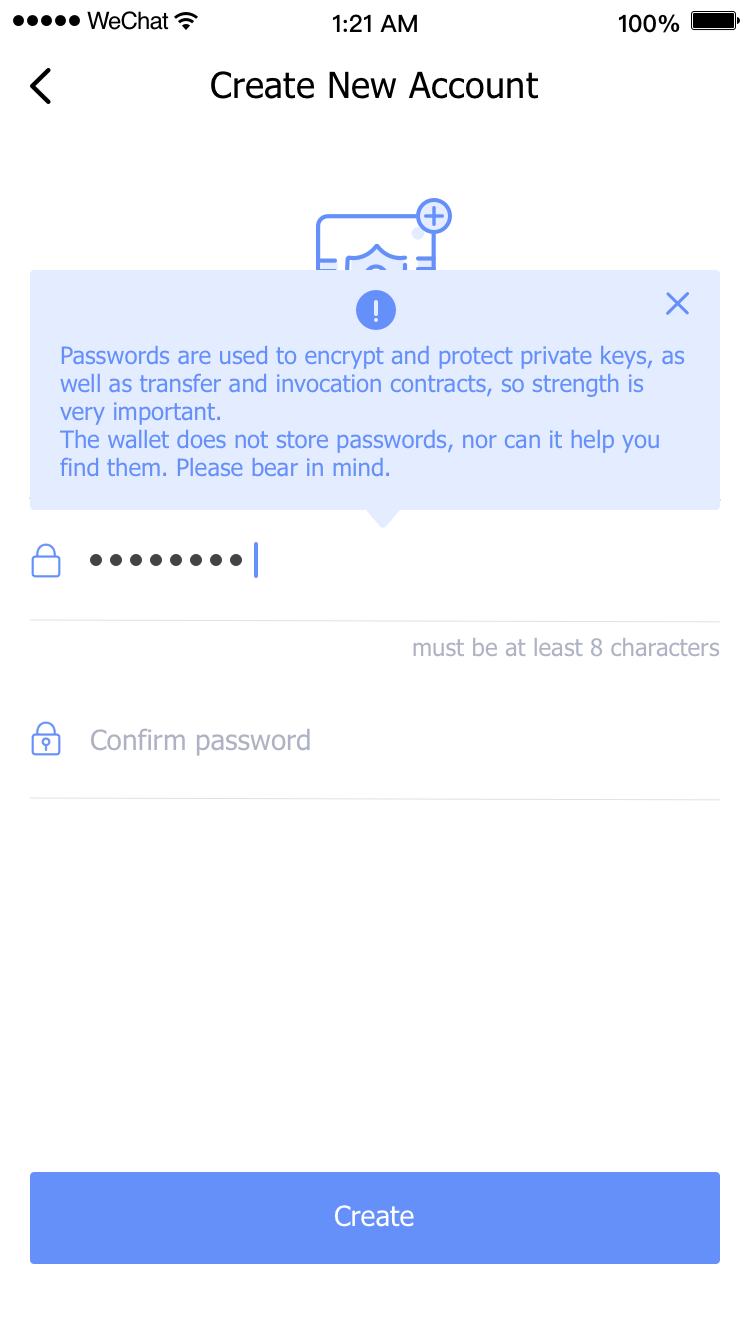 WeChat 1:21 AM 100%
Create New Account
Passwords are used to encrypt and protect private keys, as
well as transfer and invocation contracts, so strength is
very important.
The wallet does not store passwords, nor can it help you
find them. Please bear in mind.
must be at least 8 characters
Confirm password
Create